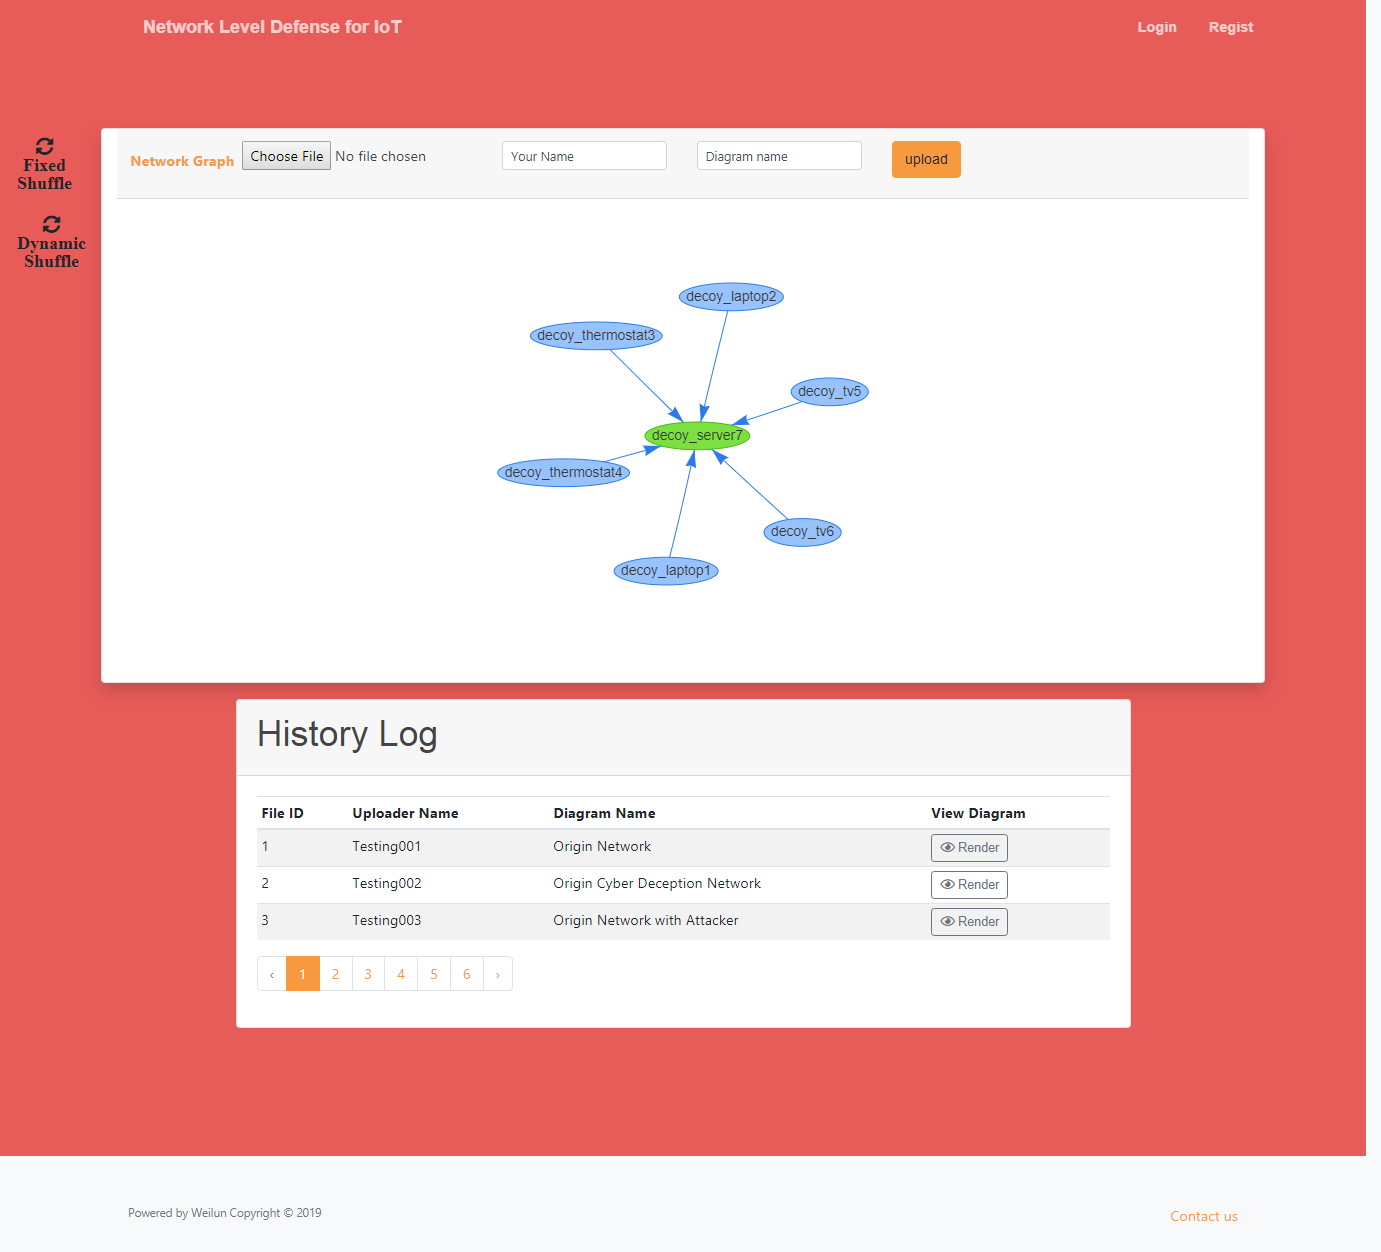 Network Level Defense for IoT
Login
Regist
Fixed
Shuffle
Dynamic
Shuffle
Network Graph
Choose File
No file chosen
Your Name
Diagram name
upload
decoy_laptop2
decoy_thermostat3
decoy_tv5
decoy_server7
decoy_thermostat4
decoy_tv6
decoy_laptop1
History Log
File ID Uploader Name Diagram Name View Diagram
1 Testing001 Origin Network Render
2 Testing002 Origin Cyber Deception Network Render
3 Testing003 Origin Network with Attacker Render
‹ 1 2 3 4 5 6 ›
Powered by Weilun Copyright © 2019
Contact us